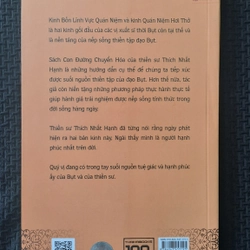 Kinh Bốn Lĩnh Vực Quán Niệm và kinh Quán Niệm Hơi Thở
là hai kinh gối đầu của các vị xuất sĩ thời Bụt còn tại thế và
là nền tảng của nếp sống thiền tập đạo Bụt.
Sách Con Đường Chuyển Hóa của thiền sư Thích Nhất
Hạnh là những hướng dẫn cụ thể để chúng ta tiếp xúc
được suối nguồn thiền tập của đạo Bụt. Hơn thế nữa, tác
giả còn hiến tặng những phương pháp thực hành thực tế
giúp hành giả trải nghiệm được nếp sống tỉnh thức trong
đời sống hàng ngày.
Thiền sư Thích Nhất Hạnh đã từng nói rằng ngày phát
hiện ra hai bản kinh này, Ngài thấy mình là người hạnh
phúc nhất trên đời.
Quý vị đang có trong tay suối nguồn tuệ giác và hạnh phúc
ấy của Bụt và của thiền sư.
100